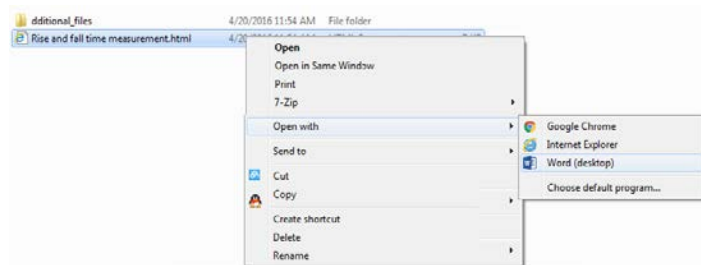 dditional_files 4/20/2016 11:54 AM File folder
Rise and fall time measurement.html
Open
Open in Same Window
Print
7-Zip
Open with
Google Chrome
Internet Explorer
Send to
Word (desktop)
Cut
Choose default program...
Copy
Create shortcut
Delete
Rename